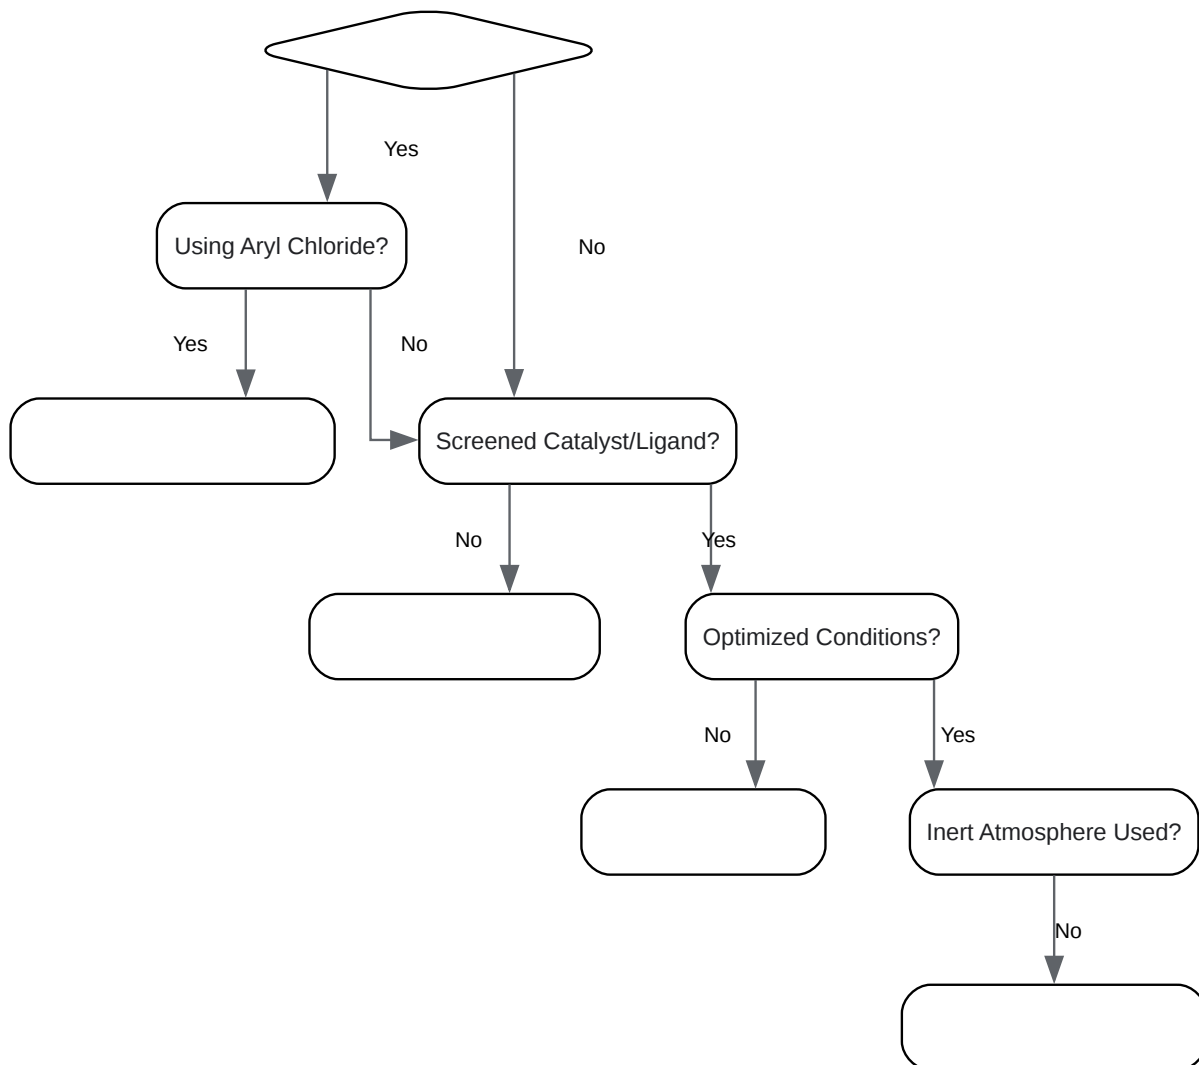 Yes
Using Aryl Chloride?
No
Yes
No
Screened Catalyst/Ligand?
No
Yes
Optimized Conditions?
No
Yes
Inert Atmosphere Used?
No